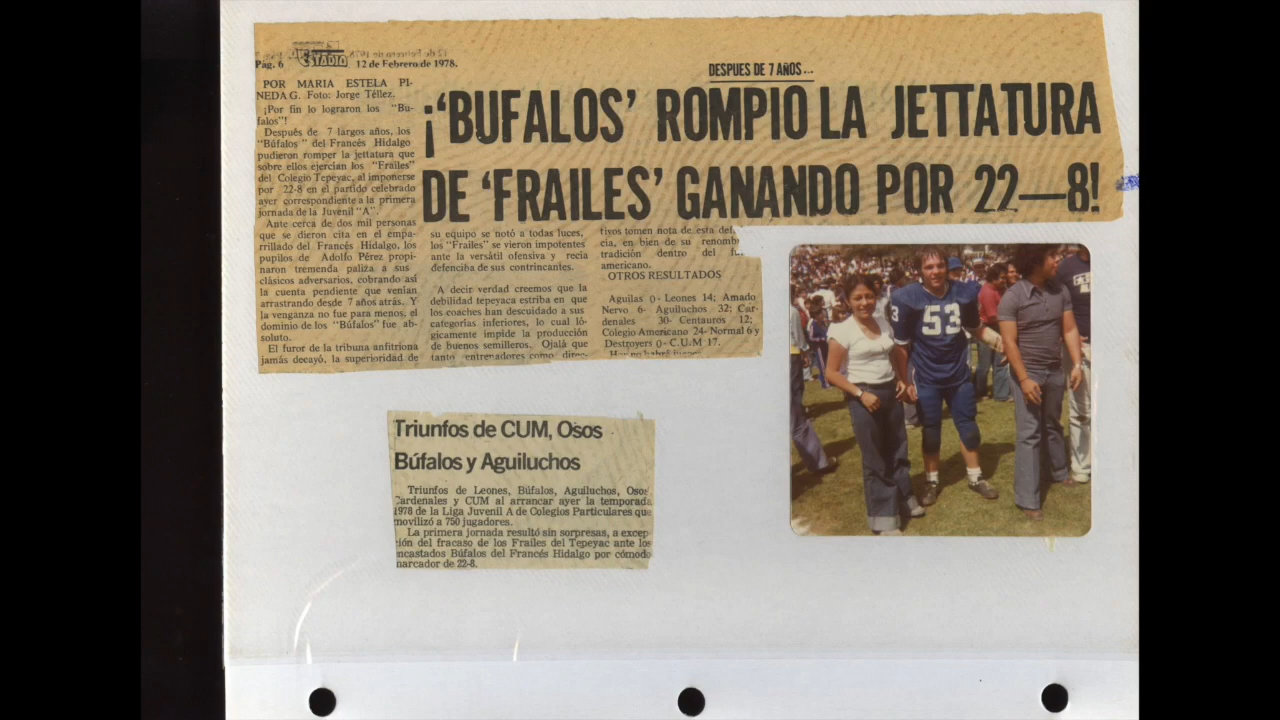 Pág. 6 ESTADIO 12 de Febrero de 1978.
DESPUES DE 7 AÑOS...
¡'BUFALOS' ROMPIO LA JETTATURA
DE 'FRAILES' GANANDO POR 22—8!
POR MARIA ESTELA PI-
NEDA G. Foto: Jorge Téllez.
¡Por fin lo lograron los "Bu-
falos"!
Después de 7 largos años, los
"Búfalos " del Francés Hidalgo
pudieron romper la jettatura que
sobre ellos ejercían los "Frailes"
del Colegio Tepeyac, al imponerse
por 22-8 en el partido celebrado
ayer correspondiente a la primera
jornada de la Juvenil "A".
Ante cerca de dos mil personas
que se dieron cita en el empa-
rrillado del Francés Hidalgo, los
pupilos de Adolfo Pérez propi-
naron tremenda paliza a sus
clásicos adversarios, cobrando así
la cuenta pendiente que venían
arrastrando desde 7 años atrás. Y
la venganza no fue para menos, el
dominio de los "Búfalos" fue ab-
soluto.
El furor de la tribuna anfitriona
jamás decayó, la superioridad de
su equipo se notó a todas luces,
los "Frailes" se vieron impotentes
ante la versátil ofensiva y recia
defenciba de sus contrincantes.
A decir verdad creemos que la
debilidad tepeyaca estriba en que
los coaches han descuidado a sus
categorías inferiores, lo cual ló-
gicamente impide la producción
de buenos semilleros. Ojalá que
tanto entrenadores como direc-
tivos tomen nota de esta
cia, en bien de su
tradición dentro del
americano.
OTROS RESULTADOS
Aguilas 0- Leones 14; Amado
Nervo 6- Aguiluchos 32; Car-
denales 30- Centauros 12;
Colegio Americano 24- Normal 6 y
Destroyers 0- C.U.M 17.
53
Triunfos de CUM, Osos
Búfalos y Aguiluchos
Triunfos de Leones, Búfalos, Aguiluchos, Osos
Cardenales y CUM al arrancar ayer la temporada
1978 de la Liga Juvenil A de Colegios Particulares que
movilizó a 750 jugadores.
La primera jornada resultó sin sorpresas, a excep-
ción del fracaso de los Frailes del Tepeyac ante los
encastados Búfalos del Francés Hidalgo por cómodo
marcador de 22-8.